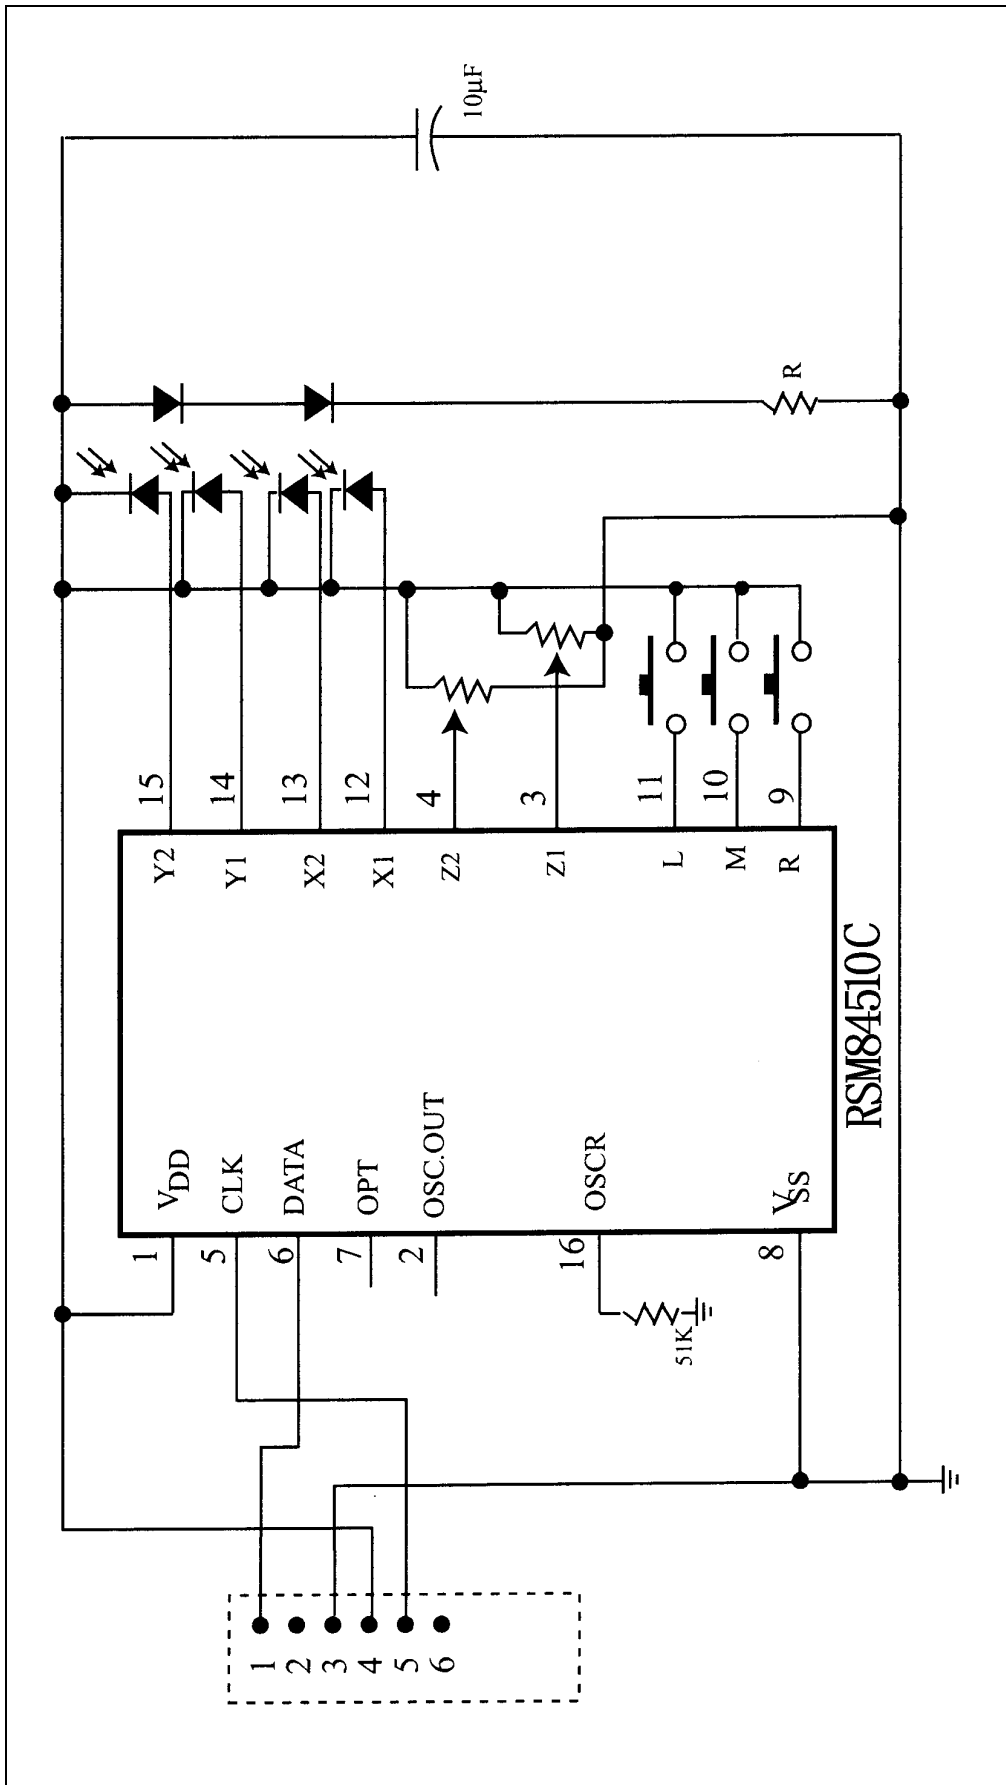 10μF
R
15
14
13
12
4
3
11
10
9
Y2
Y1
X2
X1
Z2
Z1
L
M
R
RSM84510C
VDD
CLK
DATA
OPT
OSC.OUT
OSCR
VSS
1
5
6
7
2
16
8
51K
1
2
3
4
5
6